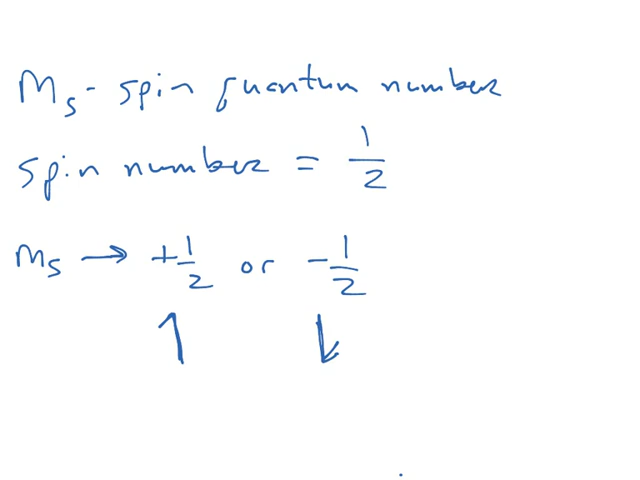 Ms - spin quantum number
spin number = 1/2
Ms → +1/2 or -1/2
↑ ↓